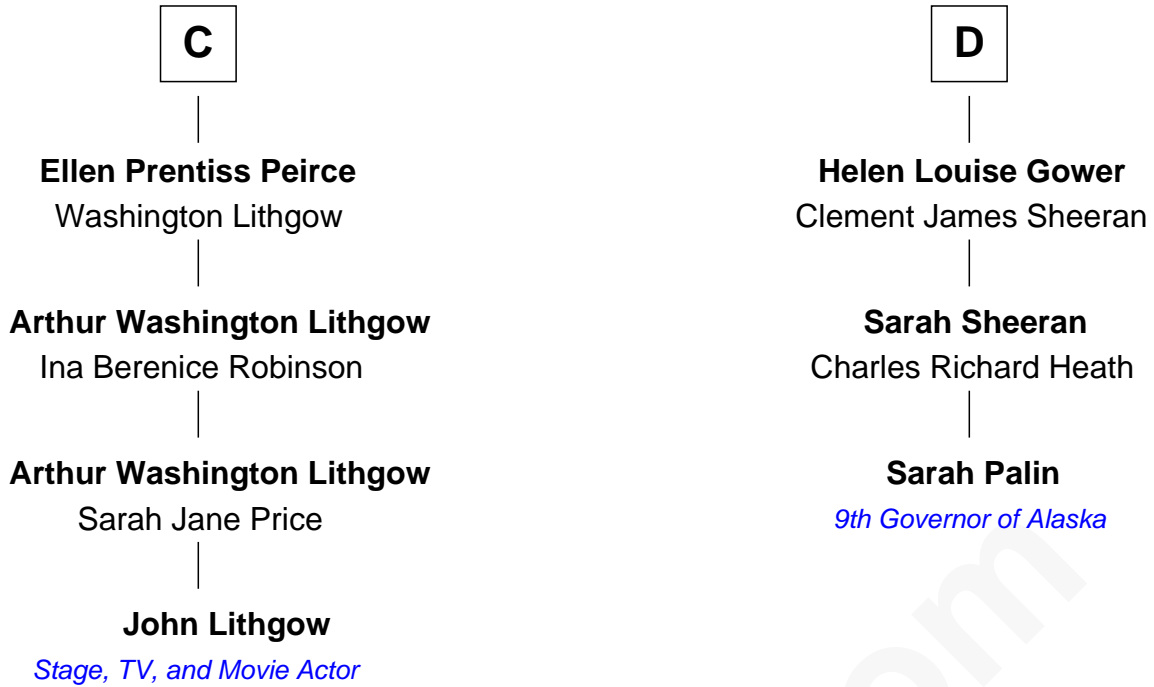 C
Ellen Prentiss Peirce
Washington Lithgow
Arthur Washington Lithgow
Ina Berenice Robinson
Arthur Washington Lithgow
Sarah Jane Price
John Lithgow
Stage, TV, and Movie Actor
D
Helen Louise Gower
Clement James Sheeran
Sarah Sheeran
Charles Richard Heath
Sarah Palin
9th Governor of Alaska
om